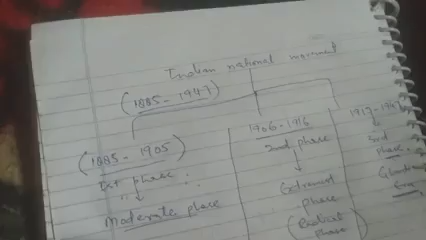 Indian national movement
(1885-1947)
(1885-1905)
1st phase
Moderate phase
1906-1916
2nd phase
Extremist
phase
(Radical
phase)
1917-1947
3rd
phase
Era